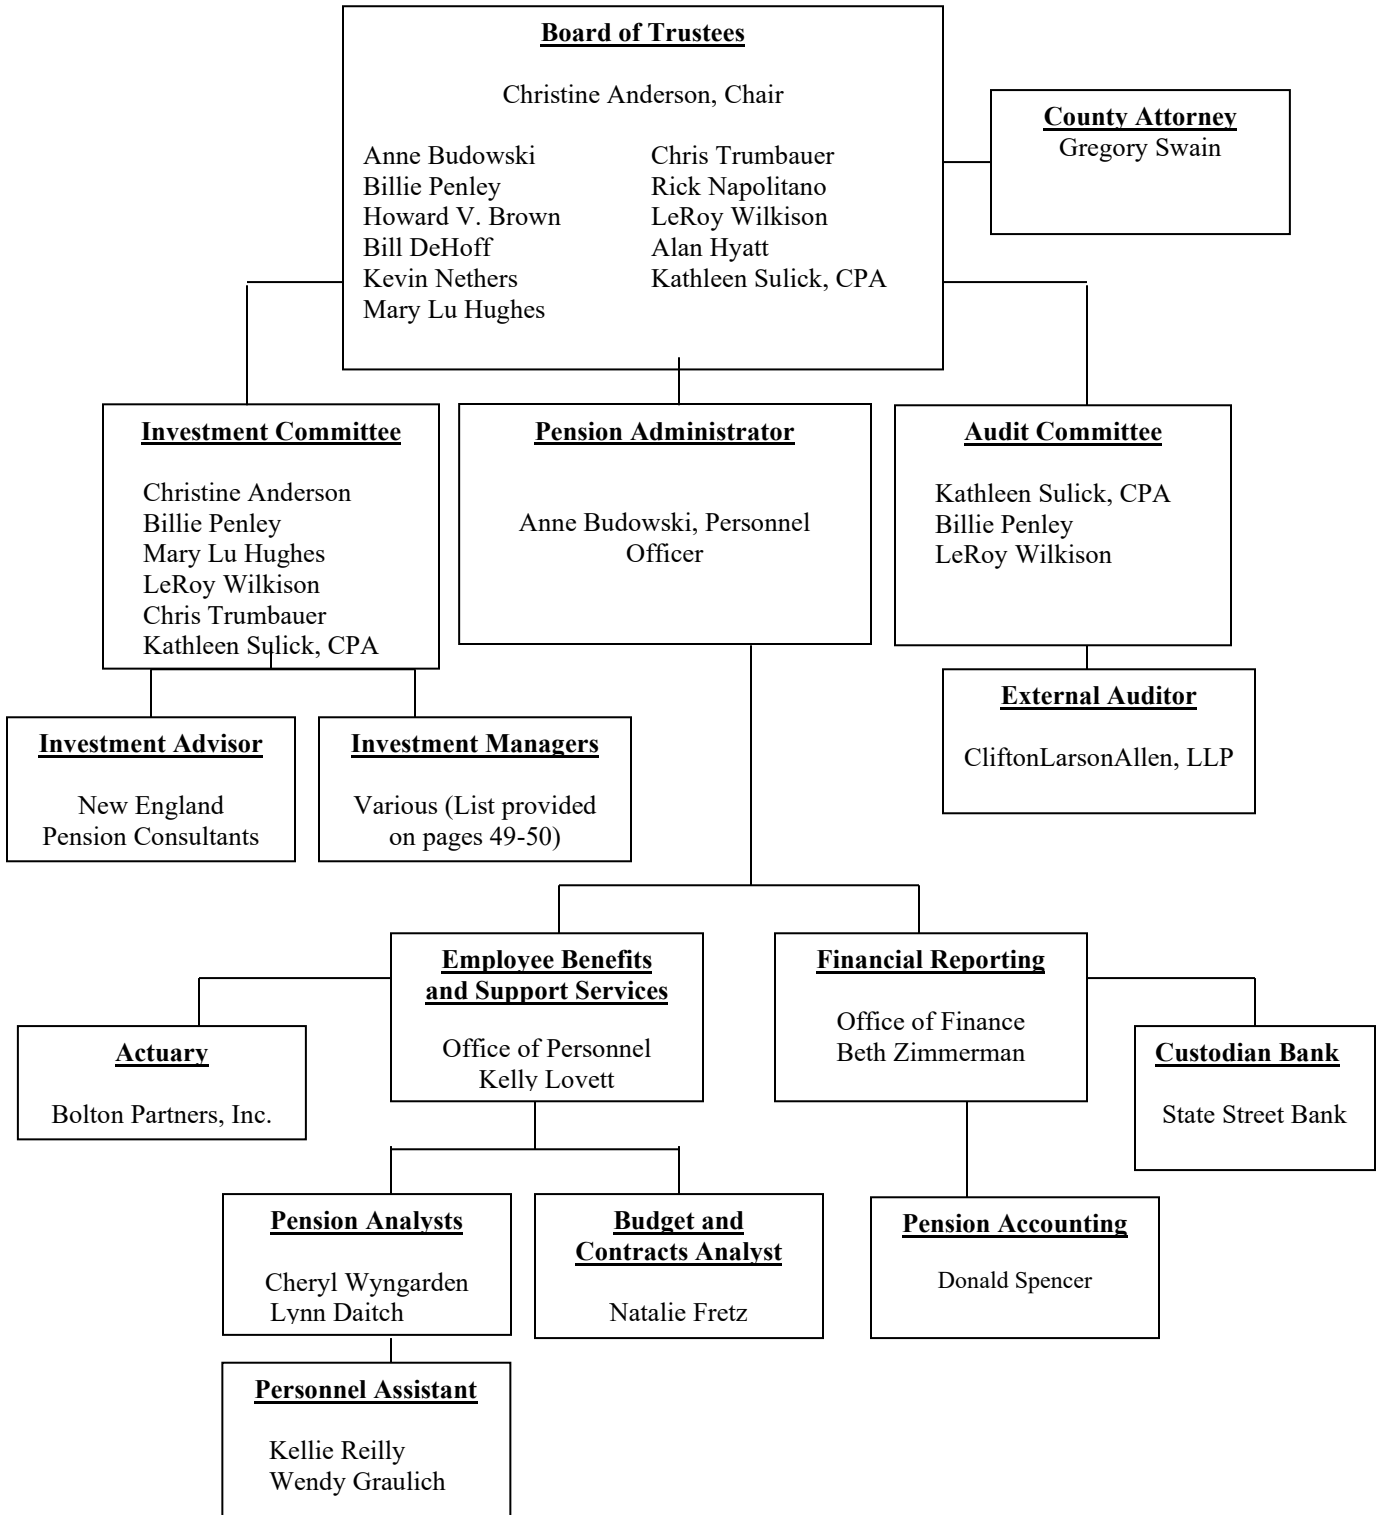 Board of Trustees
Christine Anderson, Chair
Anne Budowski
Billie Penley
Howard V. Brown
Bill DeHoff
Kevin Nethers
Mary Lu Hughes
Chris Trumbauer
Rick Napolitano
LeRoy Wilkison
Alan Hyatt
Kathleen Sulick, CPA
County Attorney
Gregory Swain
Investment Committee
Christine Anderson
Billie Penley
Mary Lu Hughes
LeRoy Wilkison
Chris Trumbauer
Kathleen Sulick, CPA
Pension Administrator
Anne Budowski, Personnel
Officer
Audit Committee
Kathleen Sulick, CPA
Billie Penley
LeRoy Wilkison
Investment Advisor
New England
Pension Consultants
Investment Managers
Various (List provided
on pages 49-50)
External Auditor
CliftonLarsonAllen, LLP
Employee Benefits
and Support Services
Office of Personnel
Kelly Lovett
Financial Reporting
Office of Finance
Beth Zimmerman
Actuary
Bolton Partners, Inc.
Custodian Bank
State Street Bank
Pension Analysts
Cheryl Wyngarden
Lynn Daitch
Budget and
Contracts Analyst
Natalie Fretz
Pension Accounting
Donald Spencer
Personnel Assistant
Kellie Reilly
Wendy Graulich